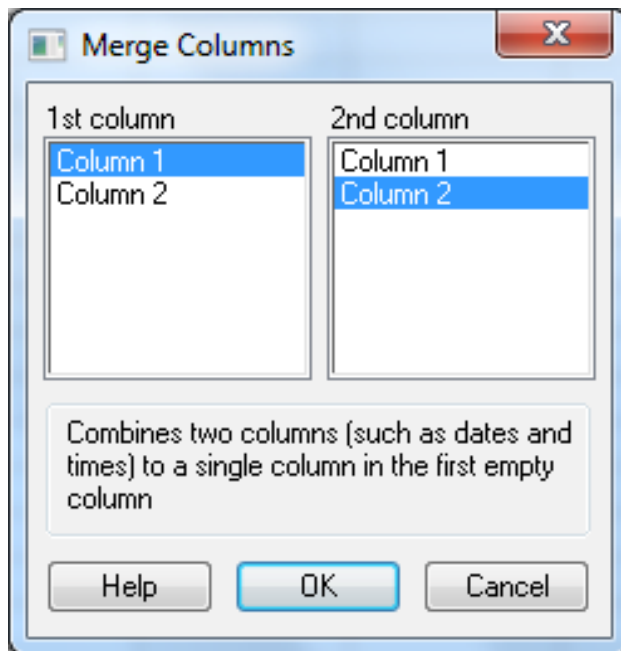 Merge Columns
1st column
Column 1
Column 2
2nd column
Column 1
Column 2
Combines two columns (such as dates and
times) to a single column in the first empty
column
Help
OK
Cancel